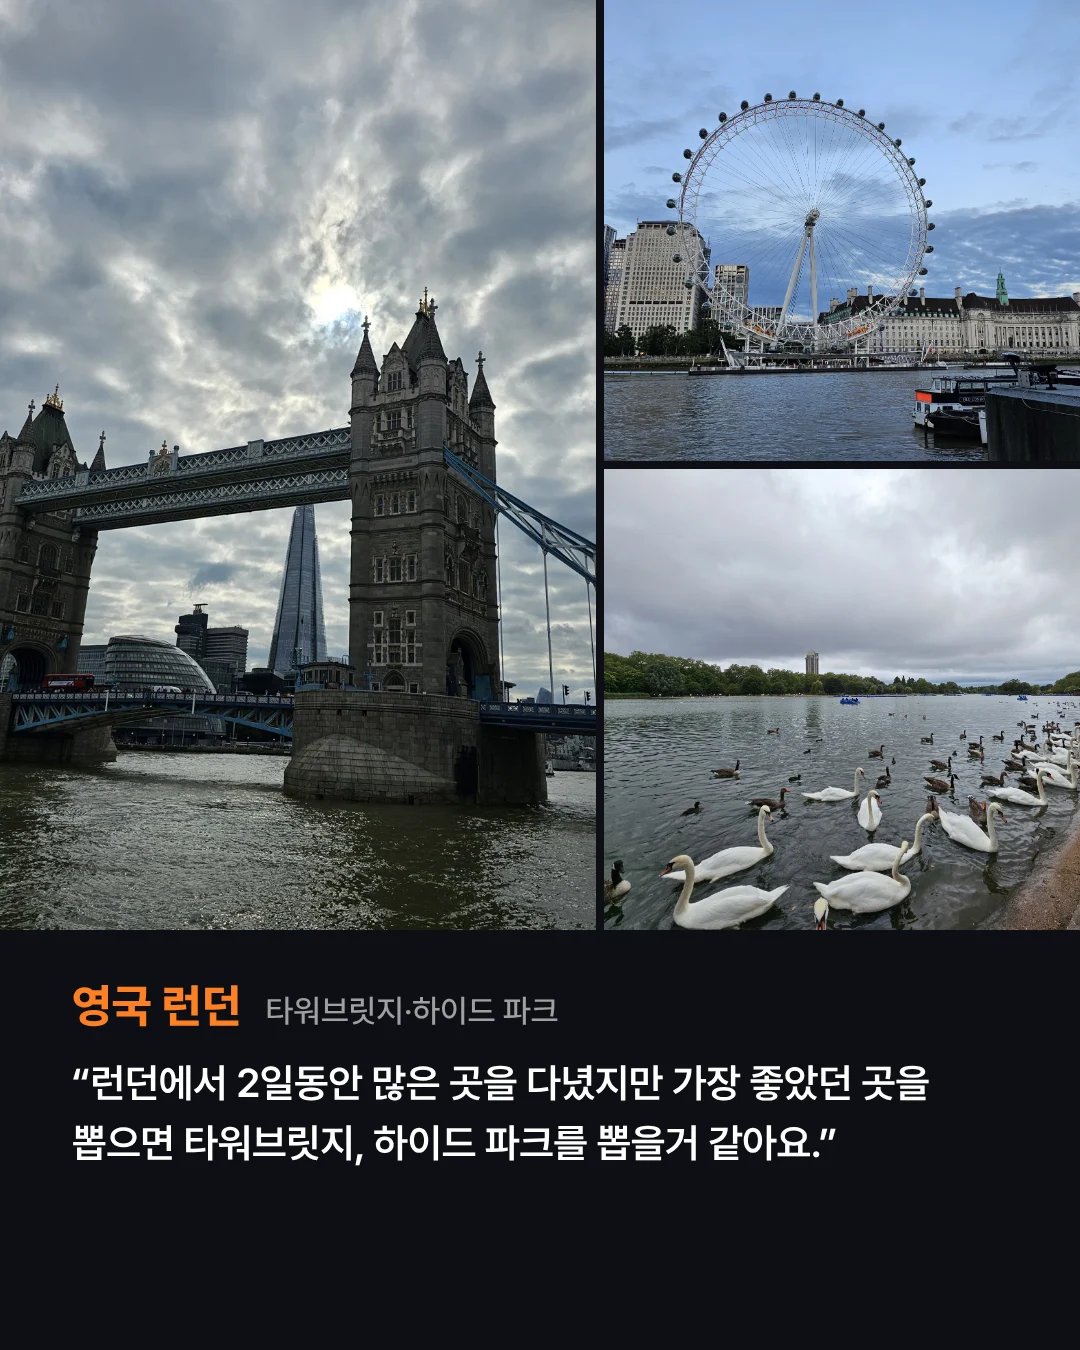 영국 런던 타워브릿지·하이드 파크
“런던에서 2일동안 많은 곳을 다녔지만 가장 좋았던 곳을
뽑으면 타워브릿지, 하이드 파크를 뽑을거 같아요.”